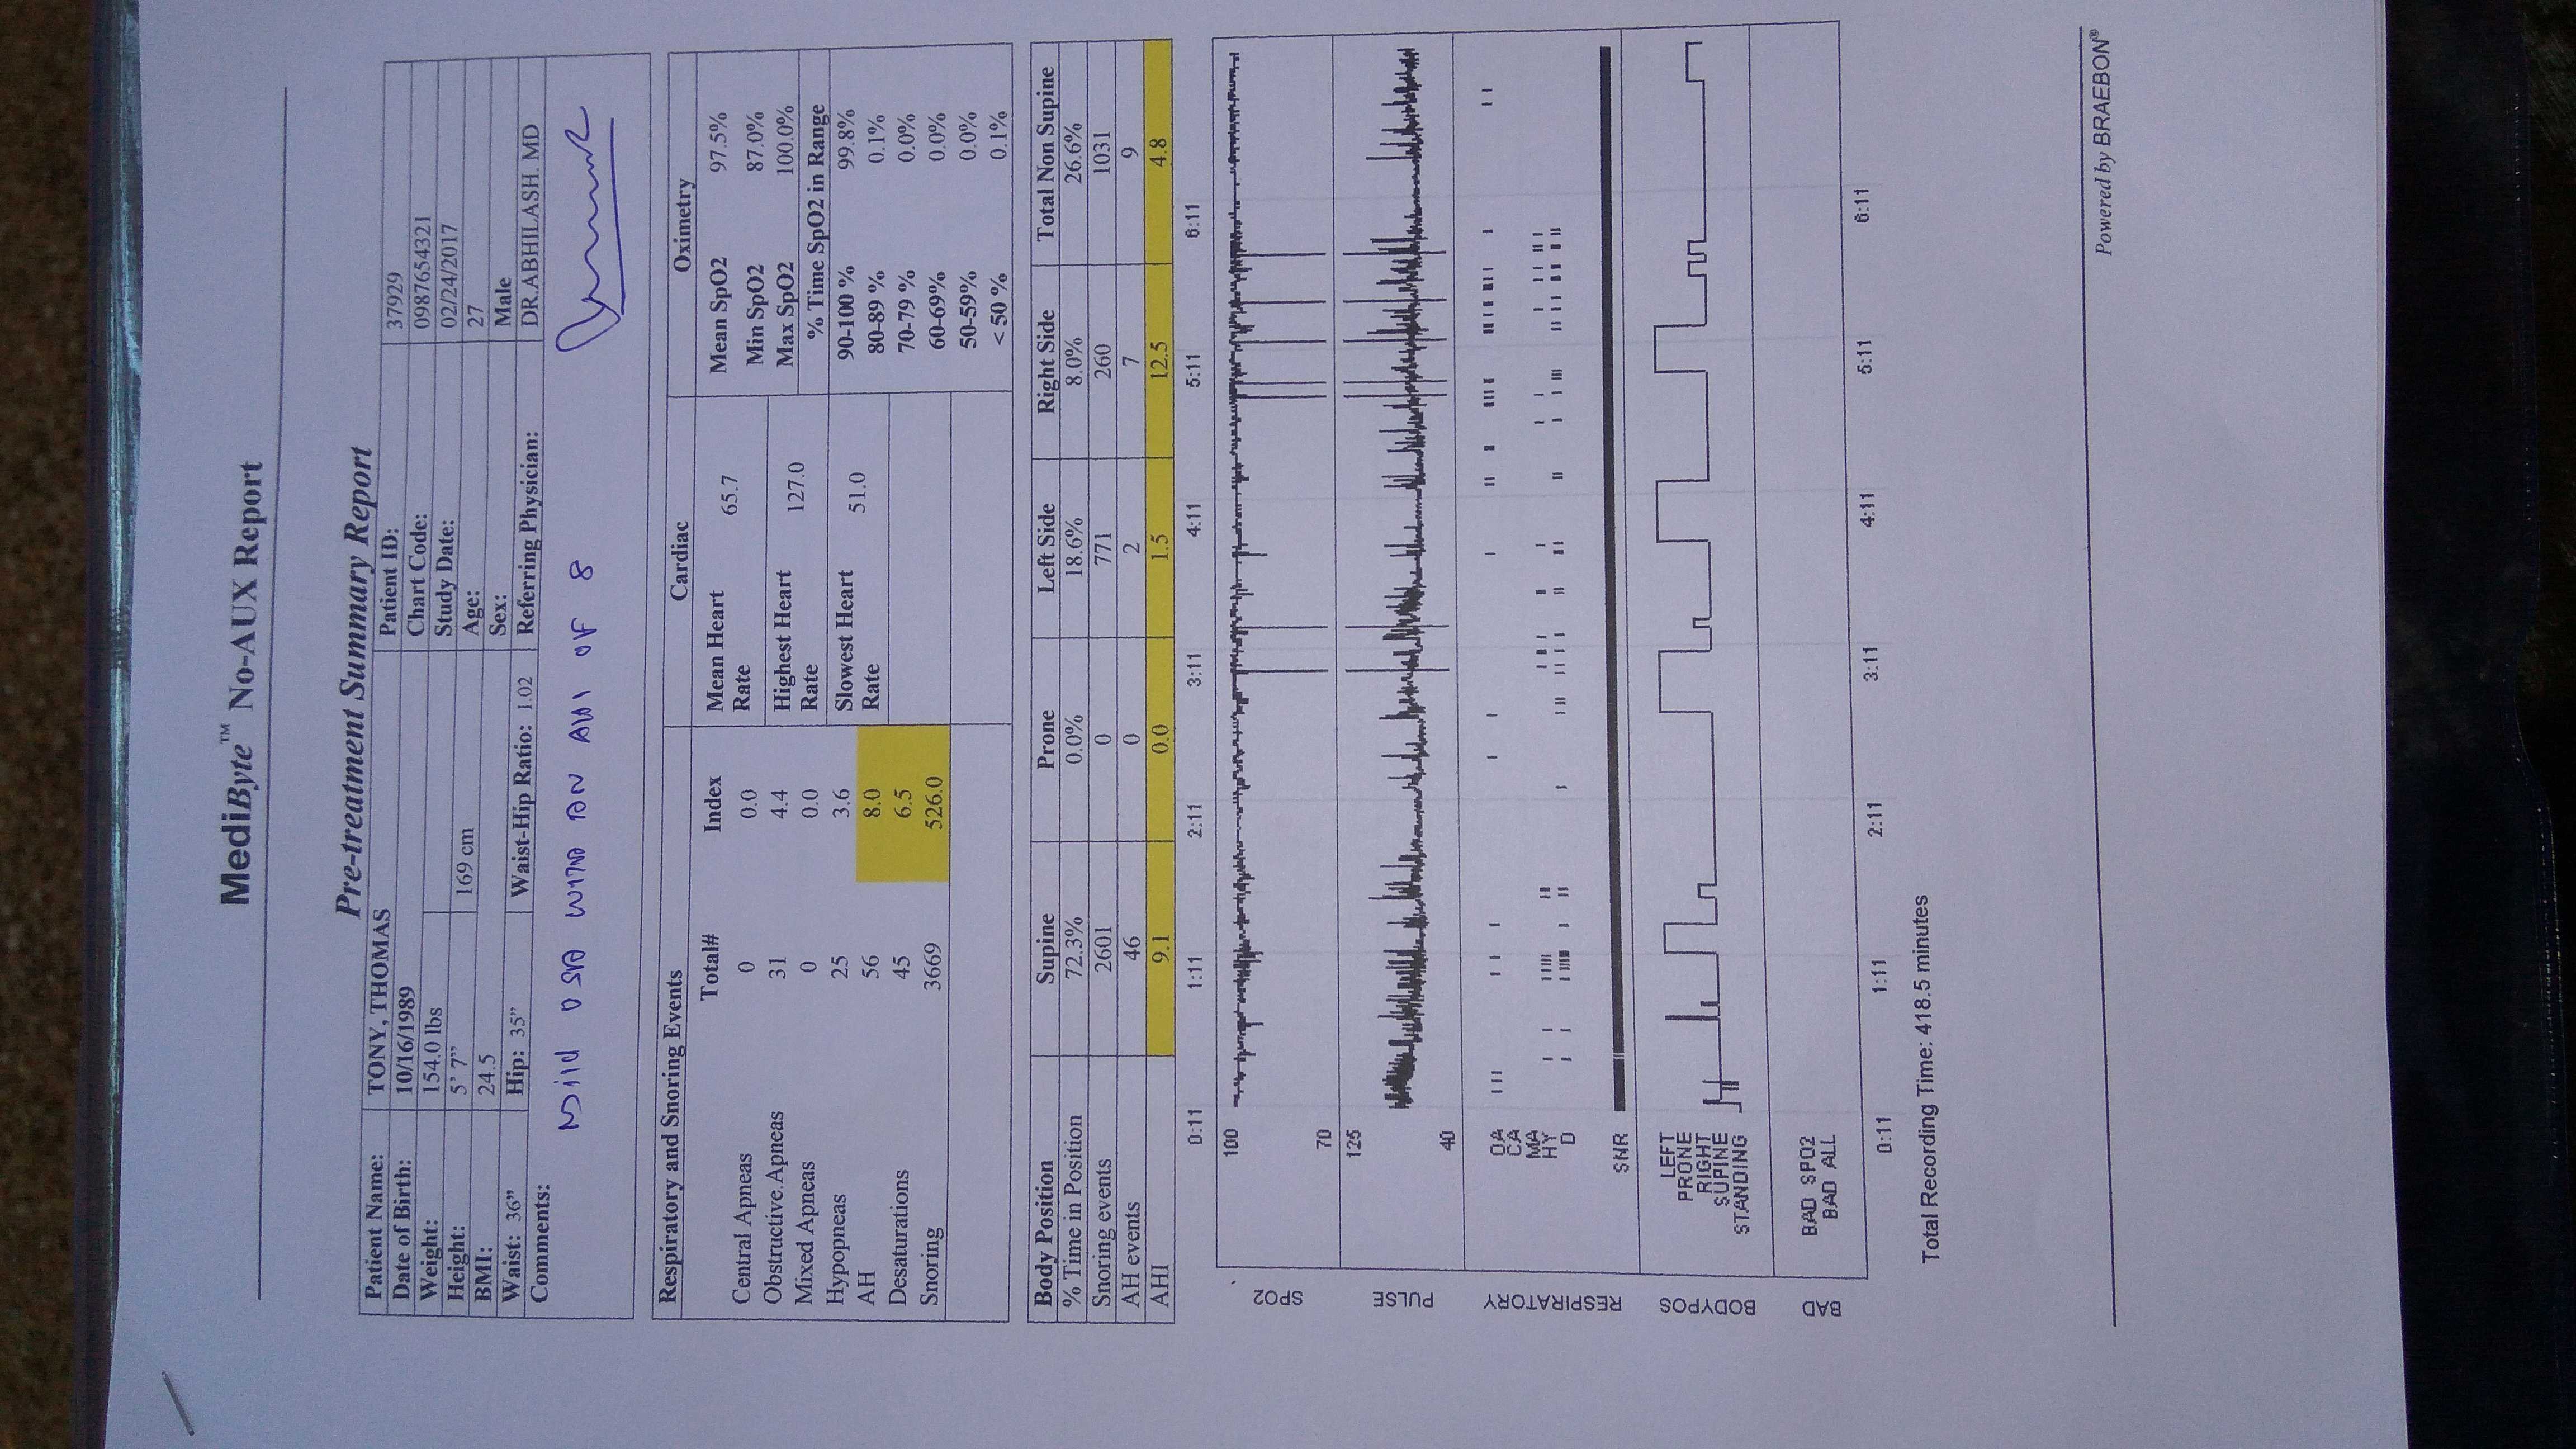 MediByte™ No-AUX Report
Pre-treatment Summary Report
Patient Name: TONY, THOMAS Patient ID: 37929
Date of Birth: 10/16/1989 Chart Code: 0987654321
Weight: 154.0 lbs Study Date: 02/24/2017
Height: 5' 7" 169 cm Age: 27
BMI: 24.5 Sex: Male
Waist: 36" Hip: 35" Waist-Hip Ratio: 1.02 Referring Physician: DR.ABHILASH. MD
Comments:
Mild OSA WITH AN AHI OF 8
Respiratory and Snoring Events Cardiac Oximetry
Total# Index
Central Apneas 0 0.0
Obstructive.Apneas 31 4.4
Mixed Apneas 0 0.0
Hypopneas 25 3.6
AH 56 8.0
Desaturations 45 6.5
Snoring 3669 526.0
Mean Heart Rate 65.7
Highest Heart Rate 127.0
Slowest Heart Rate 51.0
Mean SpO2 97.5%
Min SpO2 87.0%
Max SpO2 100.0%
% Time SpO2 in Range
90-100 % 99.8%
80-89 % 0.1%
70-79 % 0.0%
60-69% 0.0%
50-59% 0.0%
< 50 % 0.1%
Body Position Supine Prone Left Side Right Side Total Non Supine
% Time in Position 72.3% 0.0% 18.6% 8.0% 26.6%
Snoring events 2601 0 771 260 1031
AH events 46 0 2 7 9
AHI 9.1 0.0 1.5 12.5 4.8
0:11 1:11 2:11 3:11 4:11 5:11 6:11
SPO2
100
70
PULSE
125
40
RESPIRATORY
OA
CA
MA
HY
D
SNR
BODYPOS
LEFT
PRONE
RIGHT
SUPINE
STANDING
BAD
BAD SPO2
BAD ALL
0:11 1:11 2:11 3:11 4:11 5:11 6:11
Total Recording Time: 418.5 minutes
Powered by BRAEBON®